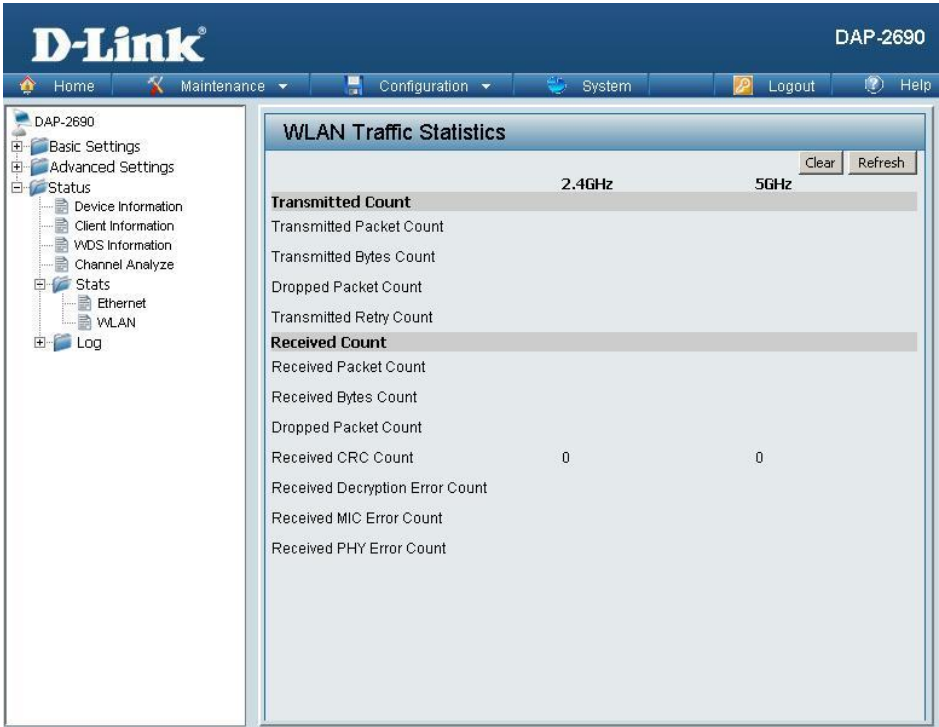 D-Link®
DAP-2690
Home Maintenance Configuration System Logout Help
DAP-2690
Basic Settings
Advanced Settings
Status
Device Information
Client Information
WDS Information
Channel Analyze
Stats
Ethernet
WLAN
Log
WLAN Traffic Statistics
Clear Refresh
2.4GHz 5GHz
Transmitted Count
Transmitted Packet Count
Transmitted Bytes Count
Dropped Packet Count
Transmitted Retry Count
Received Count
Received Packet Count
Received Bytes Count
Dropped Packet Count
Received CRC Count 0 0
Received Decryption Error Count
Received MIC Error Count
Received PHY Error Count